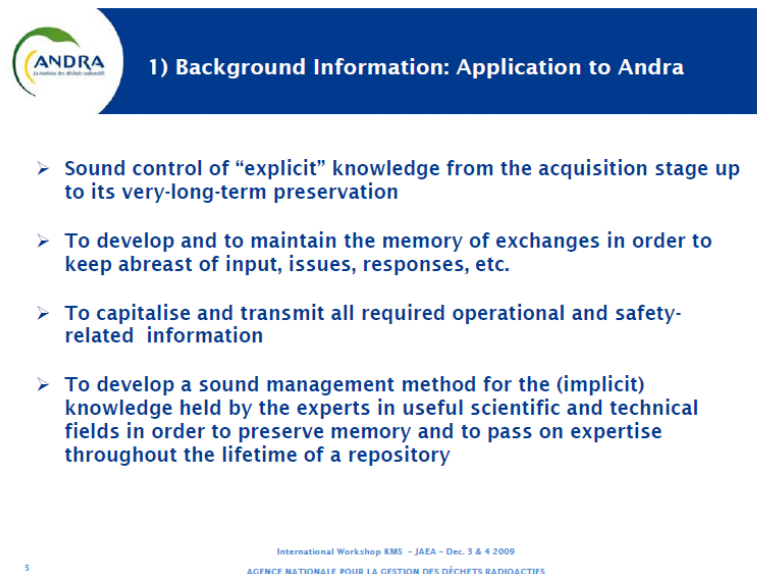 ANDRA
La maîtrise des déchets radioactifs
1) Background Information: Application to Andra
➢ Sound control of “explicit” knowledge from the acquisition stage up
to its very-long-term preservation
➢ To develop and to maintain the memory of exchanges in order to
keep abreast of input, issues, responses, etc.
➢ To capitalise and transmit all required operational and safety-
related information
➢ To develop a sound management method for the (implicit)
knowledge held by the experts in useful scientific and technical
fields in order to preserve memory and to pass on expertise
throughout the lifetime of a repository
International Workshop KMS – JAEA – Dec. 3 & 4 2009
5
AGENCE NATIONALE POUR LA GESTION DES DÉCHETS RADIOACTIFS